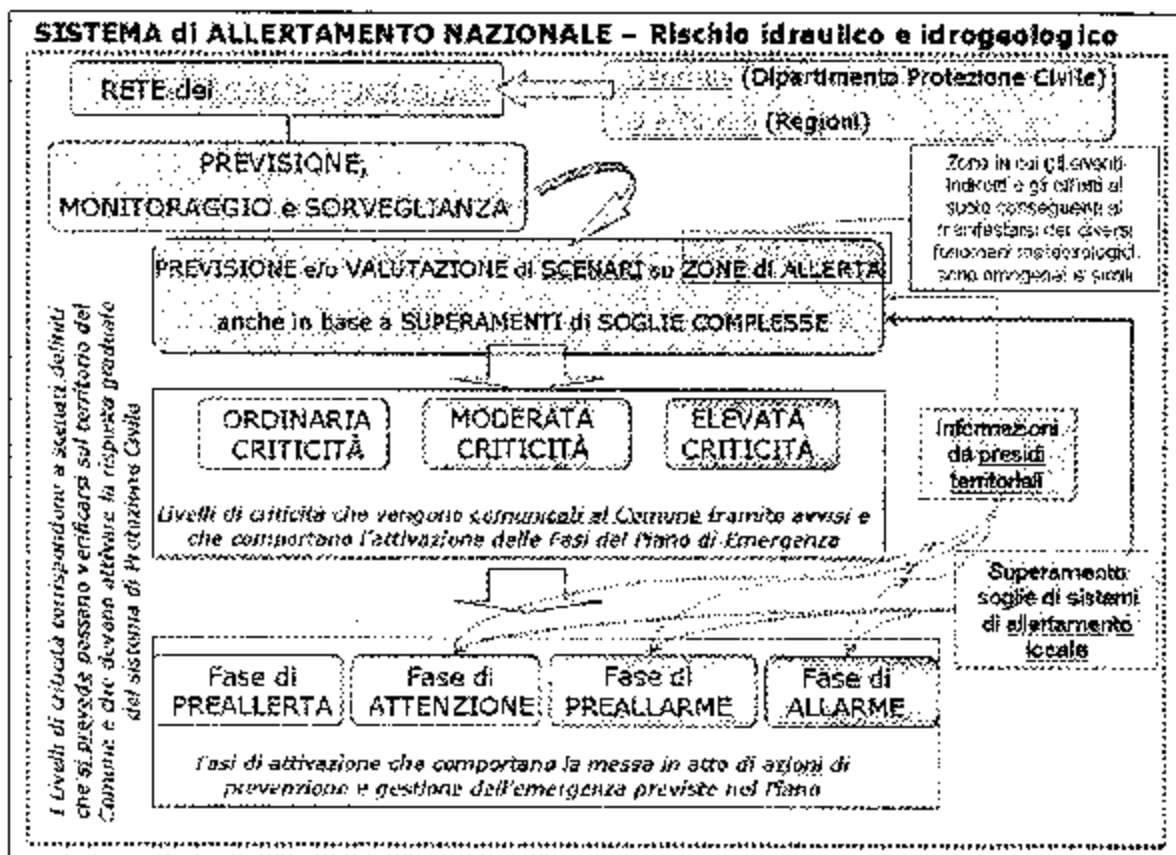 SISTEMA di ALLERTAMENTO NAZIONALE – Rischio idraulico e idrogeologico
RETE dei
(Dipartimento Protezione Civile)
(Regioni)
PREVISIONE,
MONITORAGGIO e SORVEGLIANZA
Zona in cui gli eventi
indiretti e gli effetti al
suolo conseguenti al
manifestarsi dei diversi
fenomeni meteorologici
sono omogenei e simili
PREVISIONE e/o VALUTAZIONE di SCENARI su ZONE di ALLERTA
anche in base a SUPERAMENTI di SOGLIE COMPLESSE
ORDINARIA
CRITICITÀ
MODERATA
CRITICITÀ
ELEVATA
CRITICITÀ
Informazioni
da presidi
territoriali
Livelli di criticità che vengono comunicati al Comune tramite avvisi e
che comportano l'attivazione delle Fasi del Piano di Emergenza
Superamento
soglie di sistemi
di allertamento
locale
Fase di
PREALLERTA
Fase di
ATTENZIONE
Fase di
PREALLARME
Fase di
ALLARME
Fasi di attivazione che comportano la messa in atto di azioni di
prevenzione e gestione dell'emergenza previste nel Piano
I Livelli di criticità corrispondono a scenari definiti
che si prevede possano verificarsi sul territorio del
Comune e che devono attivare la risposta graduale
del sistema di Protezione Civile